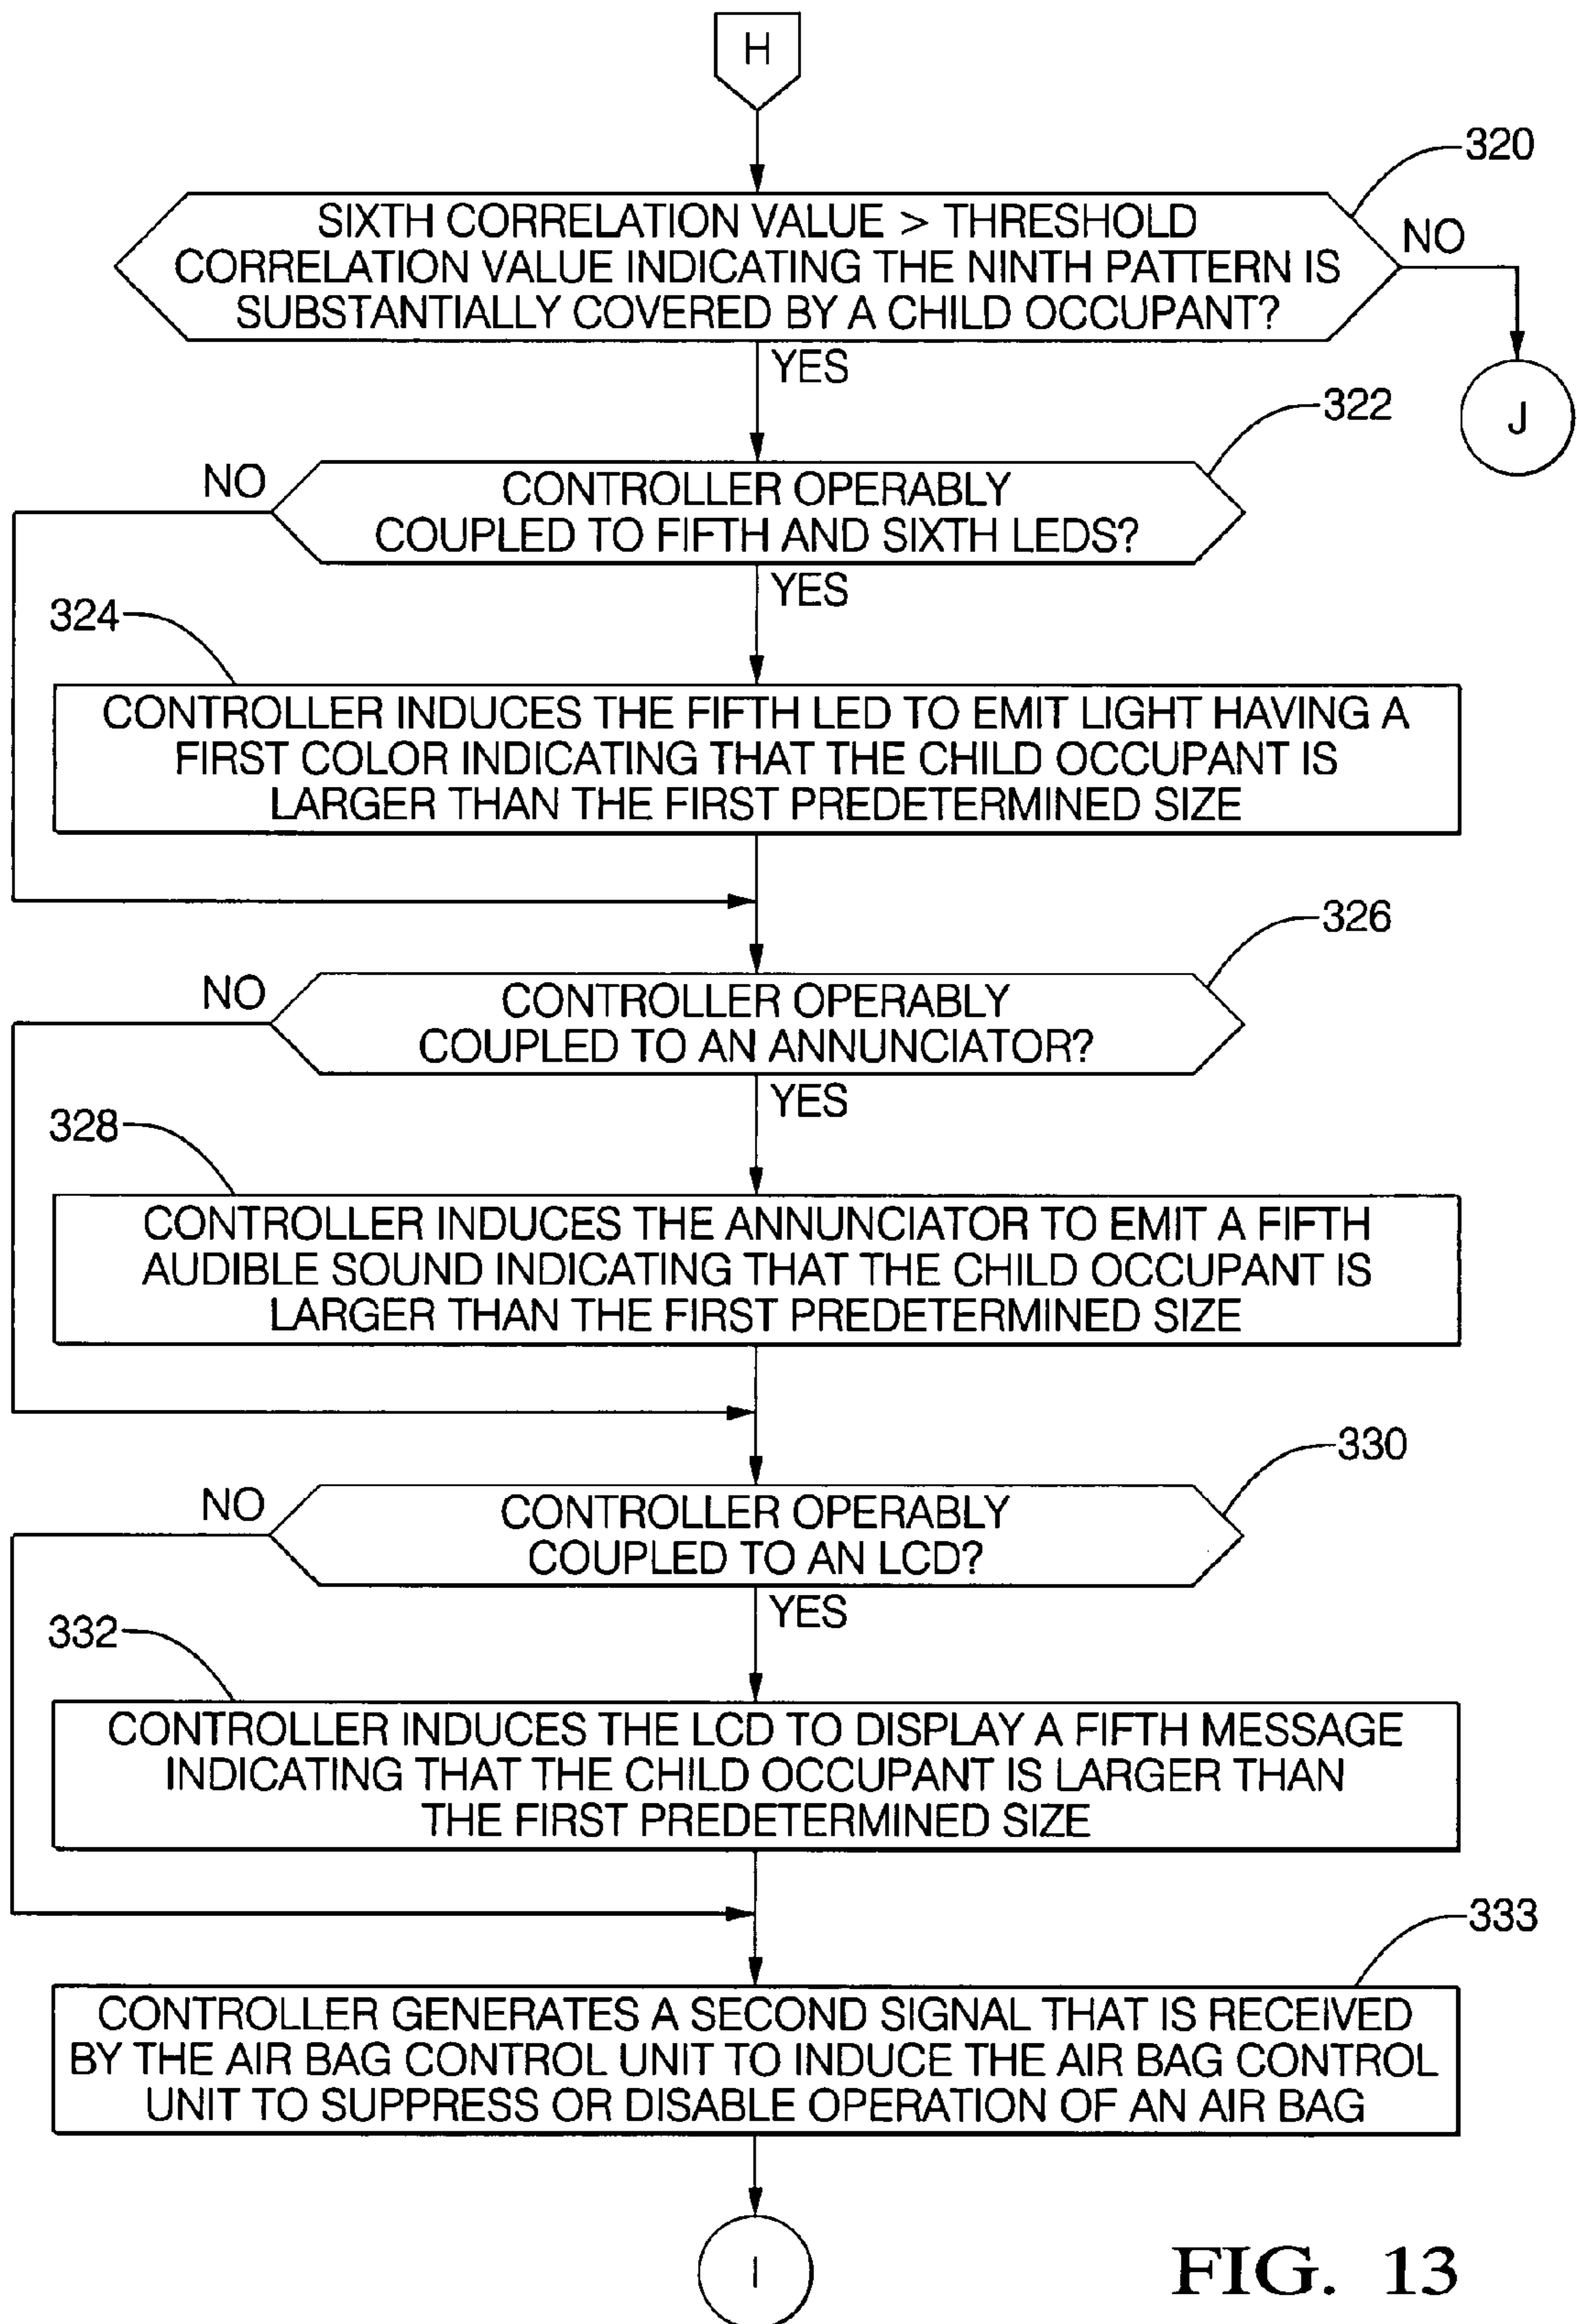 H
320
SIXTH CORRELATION VALUE > THRESHOLD
CORRELATION VALUE INDICATING THE NINTH PATTERN IS
SUBSTANTIALLY COVERED BY A CHILD OCCUPANT?
NO
YES
J
322
NO
CONTROLLER OPERABLY
COUPLED TO FIFTH AND SIXTH LEDS?
YES
324
CONTROLLER INDUCES THE FIFTH LED TO EMIT LIGHT HAVING A
FIRST COLOR INDICATING THAT THE CHILD OCCUPANT IS
LARGER THAN THE FIRST PREDETERMINED SIZE
326
NO
CONTROLLER OPERABLY
COUPLED TO AN ANNUNCIATOR?
YES
328
CONTROLLER INDUCES THE ANNUNCIATOR TO EMIT A FIFTH
AUDIBLE SOUND INDICATING THAT THE CHILD OCCUPANT IS
LARGER THAN THE FIRST PREDETERMINED SIZE
330
NO
CONTROLLER OPERABLY
COUPLED TO AN LCD?
YES
332
CONTROLLER INDUCES THE LCD TO DISPLAY A FIFTH MESSAGE
INDICATING THAT THE CHILD OCCUPANT IS LARGER THAN
THE FIRST PREDETERMINED SIZE
333
CONTROLLER GENERATES A SECOND SIGNAL THAT IS RECEIVED
BY THE AIR BAG CONTROL UNIT TO INDUCE THE AIR BAG CONTROL
UNIT TO SUPPRESS OR DISABLE OPERATION OF AN AIR BAG
I
FIG. 13